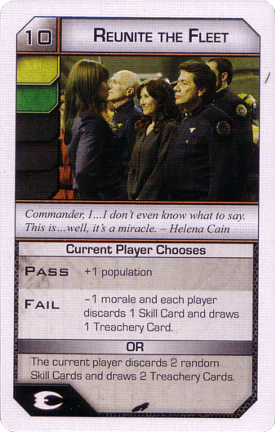 10
REUNITE THE FLEET
Commander, I...I don't even know what to say.
This is...well, it's a miracle. – Helena Cain
Current Player Chooses
PASS +1 population
FAIL –1 morale and each player
discards 1 Skill Card and draws
1 Treachery Card.
OR
The current player discards 2 random
Skill Cards and draws 2 Treachery Cards.